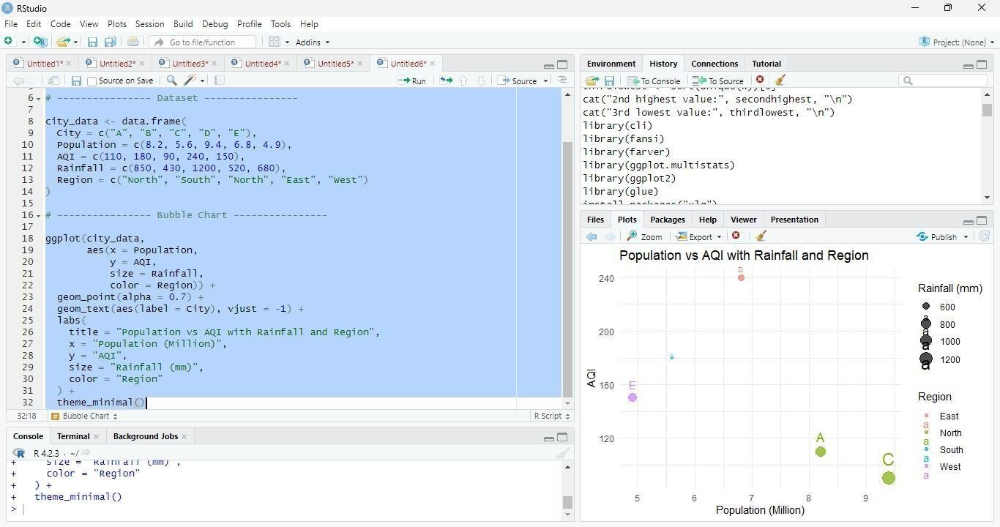 RStudio
File Edit Code View Plots Session Build Debug Profile Tools Help
Go to file/function Addins Project: (None)
Untitled1* Untitled2* Untitled3* Untitled4* Untitled5* Untitled6*
Source on Save Run Source
6 # ---------------- Dataset ----------------
7
8 city_data <- data.frame(
9 City = c("A", "B", "C", "D", "E"),
10 Population = c(8.2, 5.6, 9.4, 6.8, 4.9),
11 AQI = c(110, 180, 90, 240, 150),
12 Rainfall = c(850, 430, 1200, 520, 680),
13 Region = c("North", "South", "North", "East", "West")
14 )
15
16 # ---------------- Bubble Chart ----------------
17
18 ggplot(city_data,
19 aes(x = Population,
20 y = AQI,
21 size = Rainfall,
22 color = Region)) +
23 geom_point(alpha = 0.7) +
24 geom_text(aes(label = City), vjust = -1) +
25 labs(
26 title = "Population vs AQI with Rainfall and Region",
27 x = "Population (Million)",
28 y = "AQI",
29 size = "Rainfall (mm)",
30 color = "Region"
31 ) +
32 theme_minimal()
32:18 # Bubble Chart R Script
Console Terminal Background Jobs
R R 4.2.3 · ~/
+ size = "Rainfall (mm)",
+ color = "Region"
+ ) +
+ theme_minimal()
>
Environment History Connections Tutorial
To Console To Source
cat("2nd highest value:", secondhighest, "\n")
cat("3rd lowest value:", thirdlowest, "\n")
library(cli)
library(fansi)
library(farver)
library(ggplot.multistats)
library(ggplot2)
library(glue)
Files Plots Packages Help Viewer Presentation
Zoom Export Publish
Population vs AQI with Rainfall and Region
240
200
160
120
AQI
D
E
A
C
5 6 7 8 9
Population (Million)
Rainfall (mm)
600
a 800
a 1000
a 1200
a
Region
East
a North
a South
a West
a